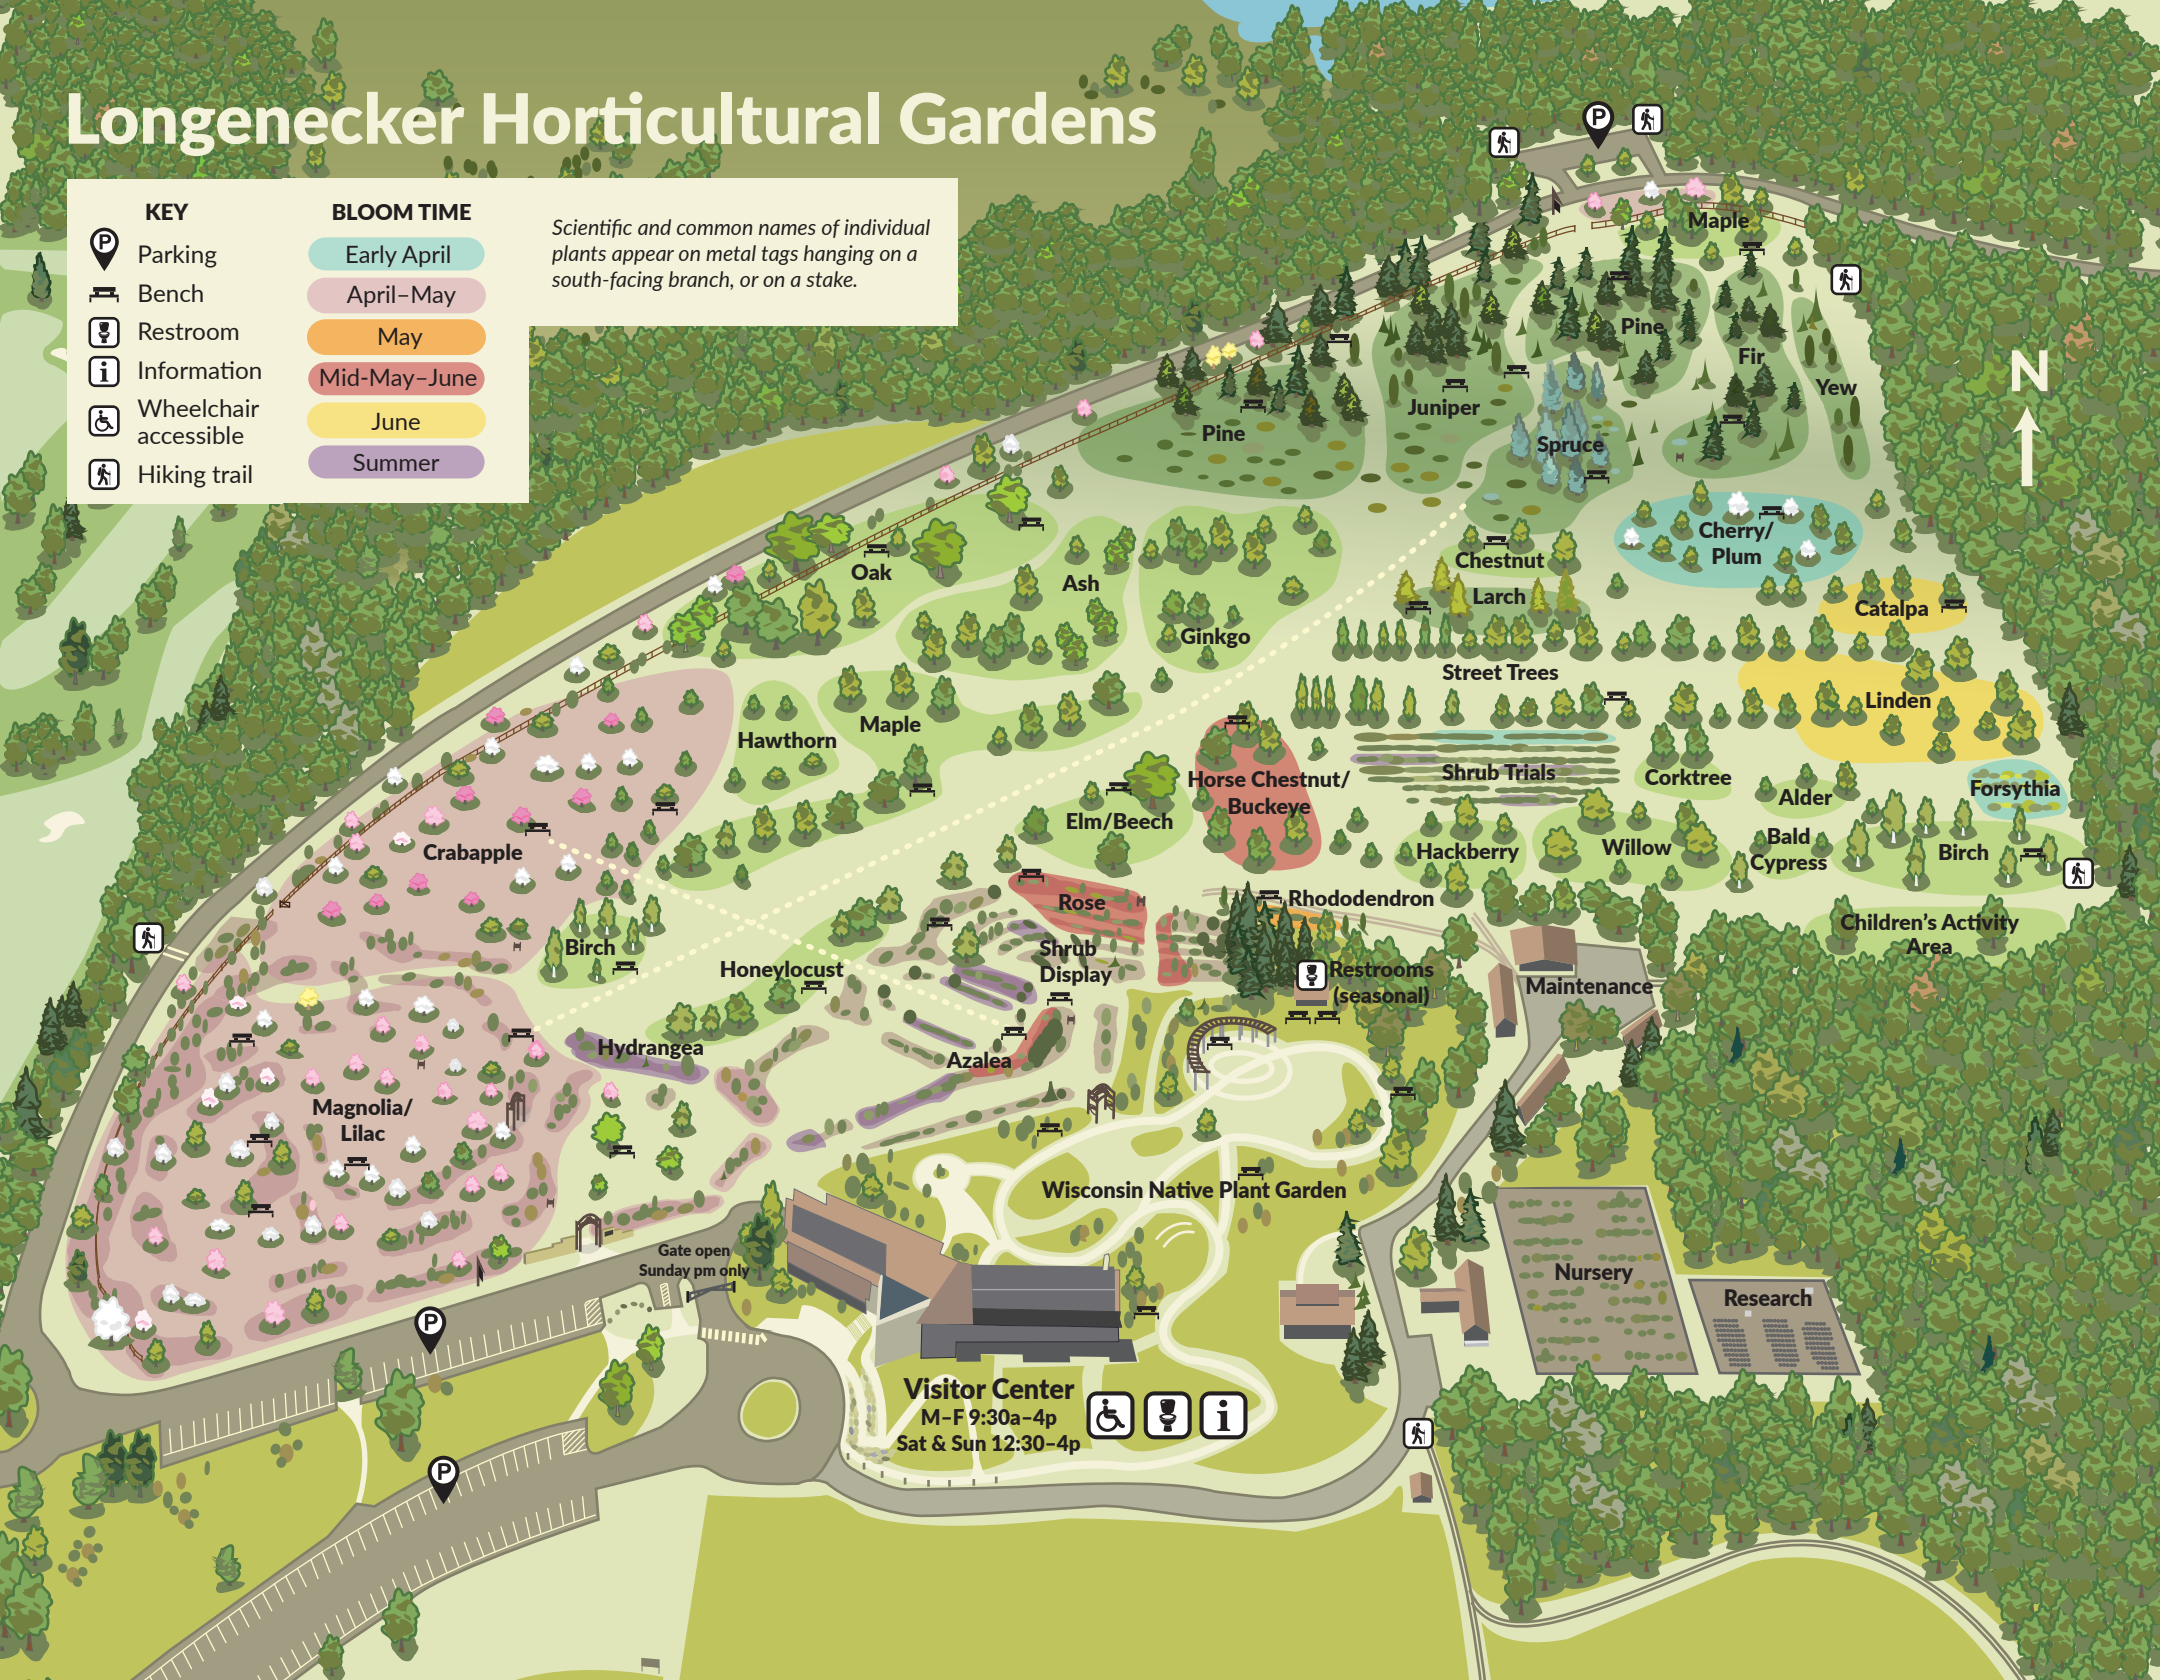 Longenecker Horticultural Gardens
KEY
Parking
Bench
Restroom
Information
Wheelchair
accessible
Hiking trail
BLOOM TIME
Early April
April–May
May
Mid-May–June
June
Summer
Scientific and common names of individual
plants appear on metal tags hanging on a
south-facing branch, or on a stake.
P
P
Maple
Pine
Fir
Yew
N
Juniper
Pine
Spruce
Cherry/
Plum
Chestnut
Larch
Catalpa
Oak
Ash
Ginkgo
Street Trees
Linden
Maple
Hawthorn
Horse Chestnut/
Buckeye
Shrub Trials
Corktree
Alder
Forsythia
Elm/Beech
Hackberry
Willow
Bald
Cypress
Birch
Crabapple
Rose
Rhododendron
Children's Activity
Area
Birch
Honeylocust
Shrub
Display
Restrooms
(seasonal)
Maintenance
Hydrangea
Azalea
Magnolia/
Lilac
Wisconsin Native Plant Garden
Gate open
Sunday pm only
Nursery
Research
P
Visitor Center
M–F 9:30a–4p
Sat & Sun 12:30–4p
i
P